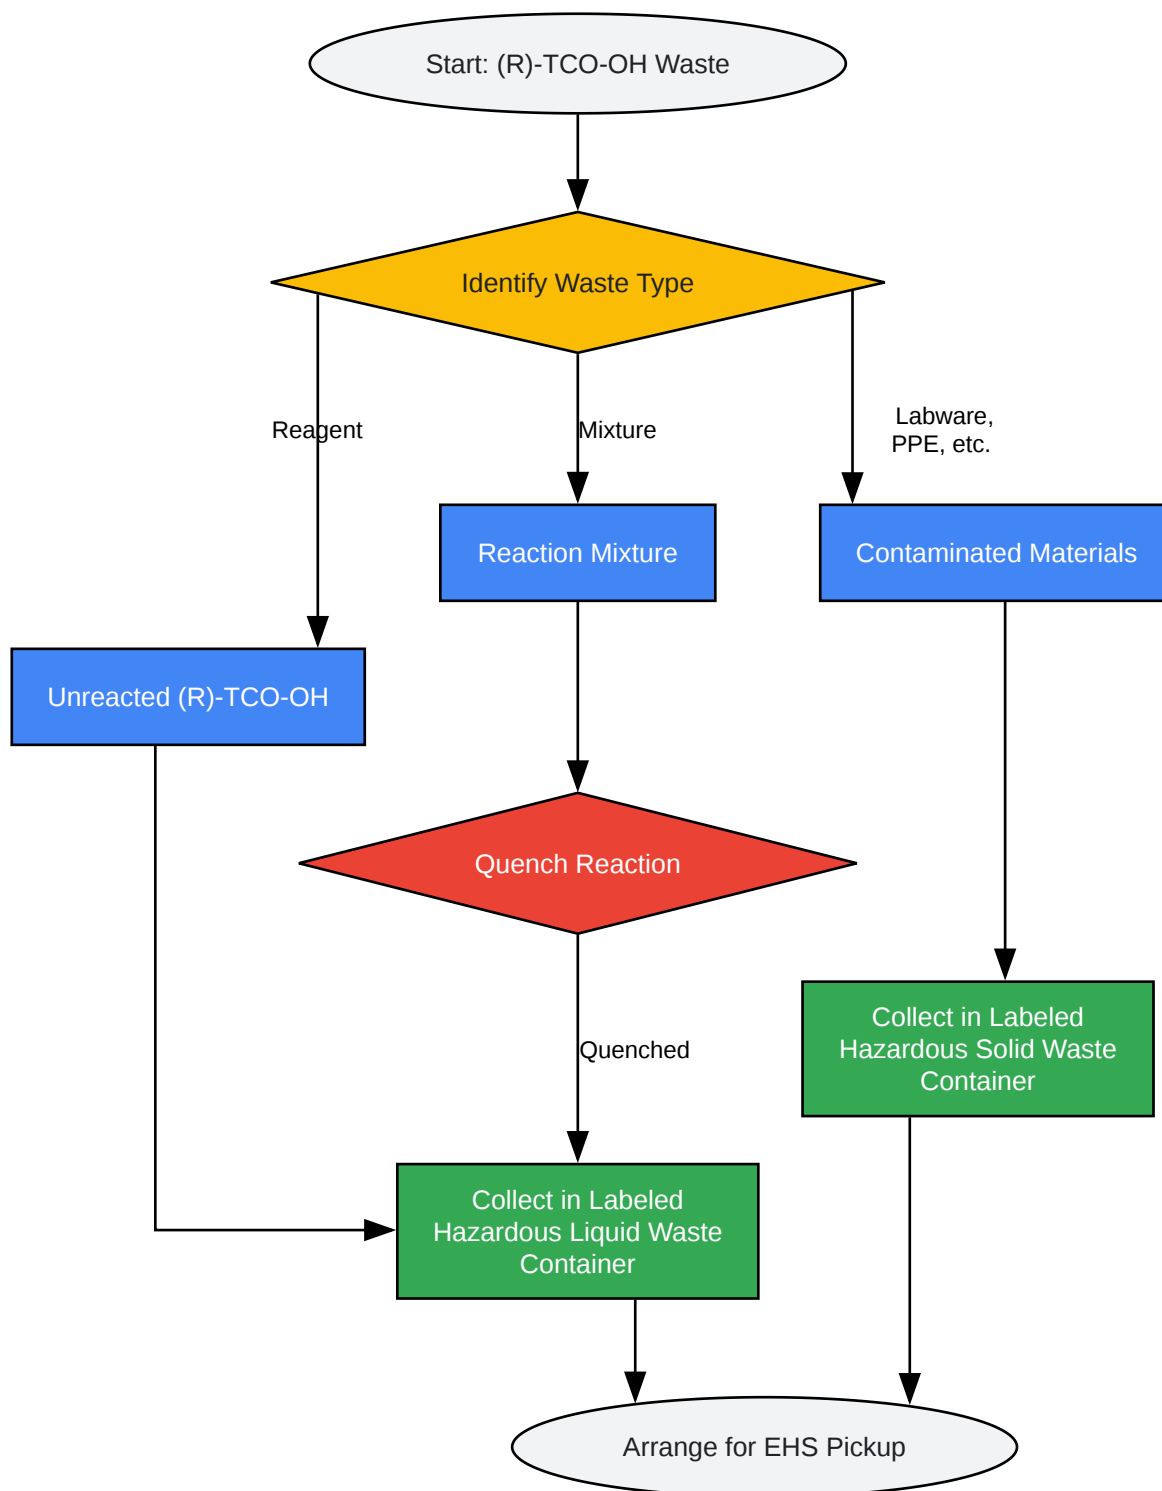 Start: (R)-TCO-OH Waste
Identify Waste Type
Reagent
Mixture
Labware,
PPE, etc.
Reaction Mixture
Contaminated Materials
Unreacted (R)-TCO-OH
Quench Reaction
Quenched
Collect in Labeled
Hazardous Solid Waste
Container
Collect in Labeled
Hazardous Liquid Waste
Container
Arrange for EHS Pickup